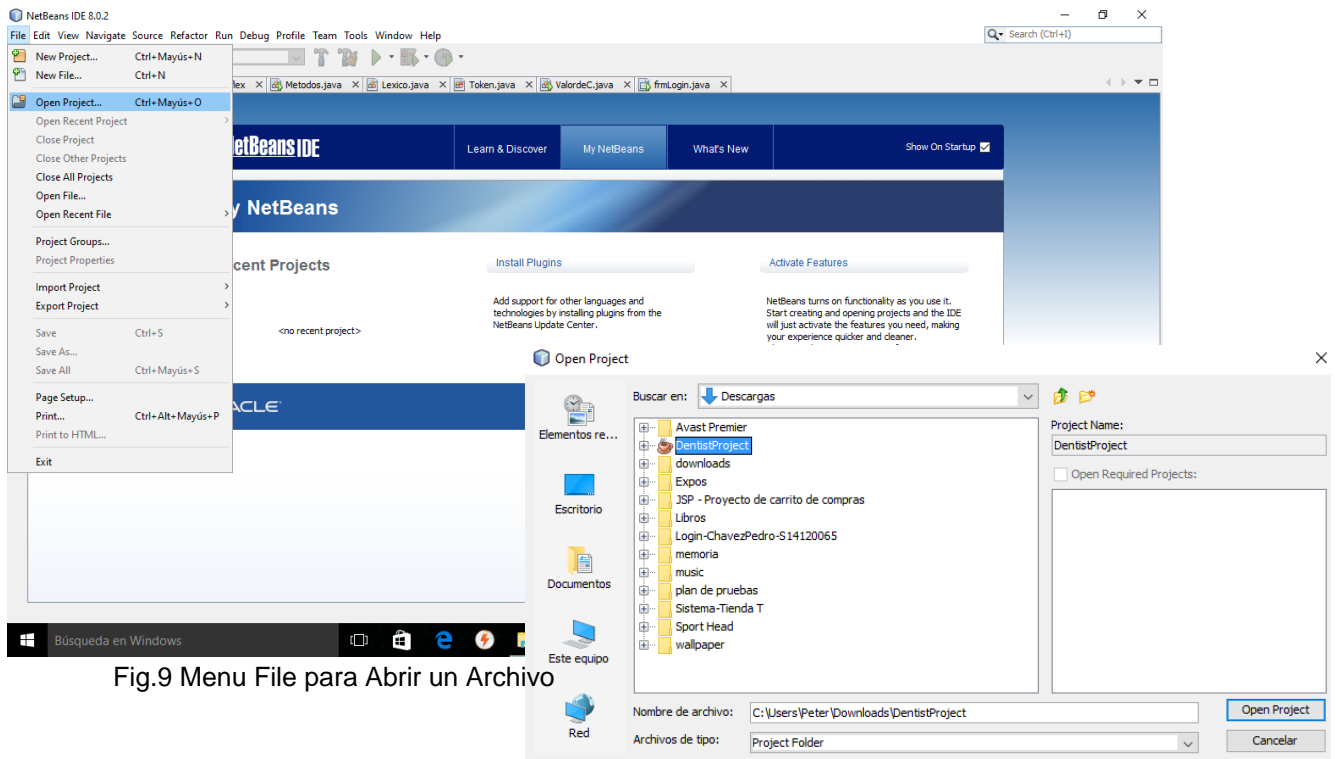 NetBeans IDE 8.0.2
File Edit View Navigate Source Refactor Run Debug Profile Team Tools Window Help
Search (Ctrl+I)
New Project... Ctrl+Mayús+N
New File... Ctrl+N
Open Project... Ctrl+Mayús+O
Open Recent Project
Close Project
Close Other Projects
Close All Projects
Open File...
Open Recent File
Project Groups...
Project Properties
Import Project
Export Project
Save Ctrl+S
Save As...
Save All Ctrl+Mayús+S
Page Setup...
Print... Ctrl+Alt+Mayús+P
Print to HTML...
Exit
lex Metodos.java Lexico.java Token.java ValordeC.java frmLogin.java
etBeans IDE
Learn & Discover My NetBeans What's New Show On Startup
y NetBeans
cent Projects
<no recent project>
Install Plugins
Add support for other languages and
technologies by installing plugins from the
NetBeans Update Center.
Activate Features
NetBeans turns on functionality as you use it.
Start creating and opening projects and the IDE
will just activate the features you need, making
your experience quicker and cleaner.
ACLE
Búsqueda en Windows
Fig.9 Menu File para Abrir un Archivo
Open Project
Buscar en: Descargas
Elementos re...
Escritorio
Documentos
Este equipo
Red
Avast Premier
DentistProject
downloads
Expos
JSP - Proyecto de carrito de compras
Libros
Login-ChavezPedro-S14120065
memoria
music
plan de pruebas
Sistema-Tienda T
Sport Head
wallpaper
Project Name:
DentistProject
Open Required Projects:
Nombre de archivo: C:\Users\Peter\Downloads\DentistProject
Open Project
Archivos de tipo: Project Folder
Cancelar